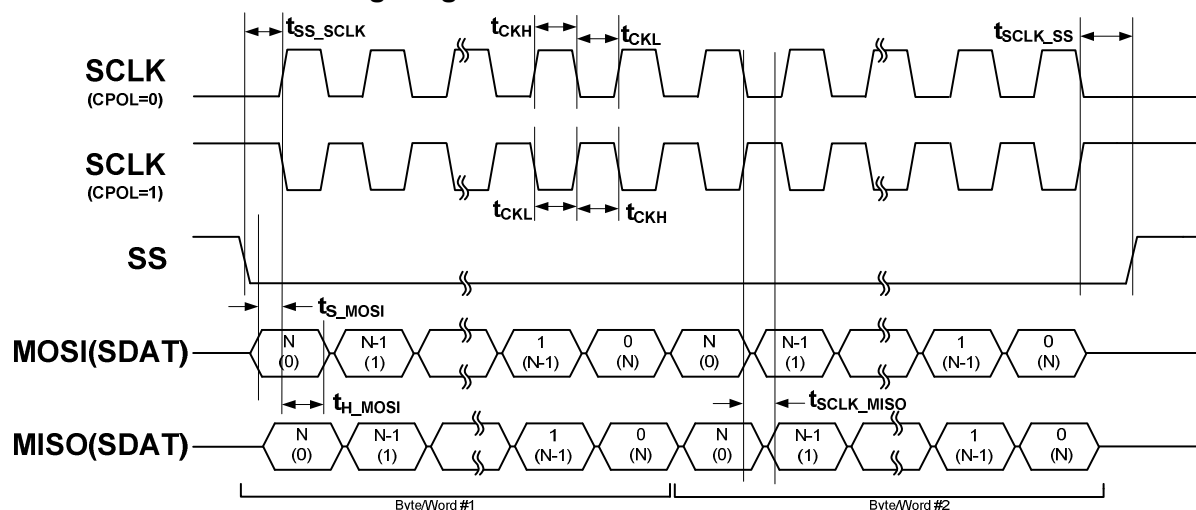 tSS_SCLK
tCKH
tCKL
tSCLK_SS
SCLK
(CPOL=0)
SCLK
(CPOL=1)
tCKL
tCKH
SS
tS_MOSI
MOSI(SDAT)
N N-1 1 0 N N-1 1 0
(0) (1) (N-1) (N) (0) (1) (N-1) (N)
tH_MOSI
tSCLK_MISO
MISO(SDAT)
N N-1 1 0 N N-1 1 0
(0) (1) (N-1) (N) (0) (1) (N-1) (N)
Byte/Word #1
Byte/Word #2